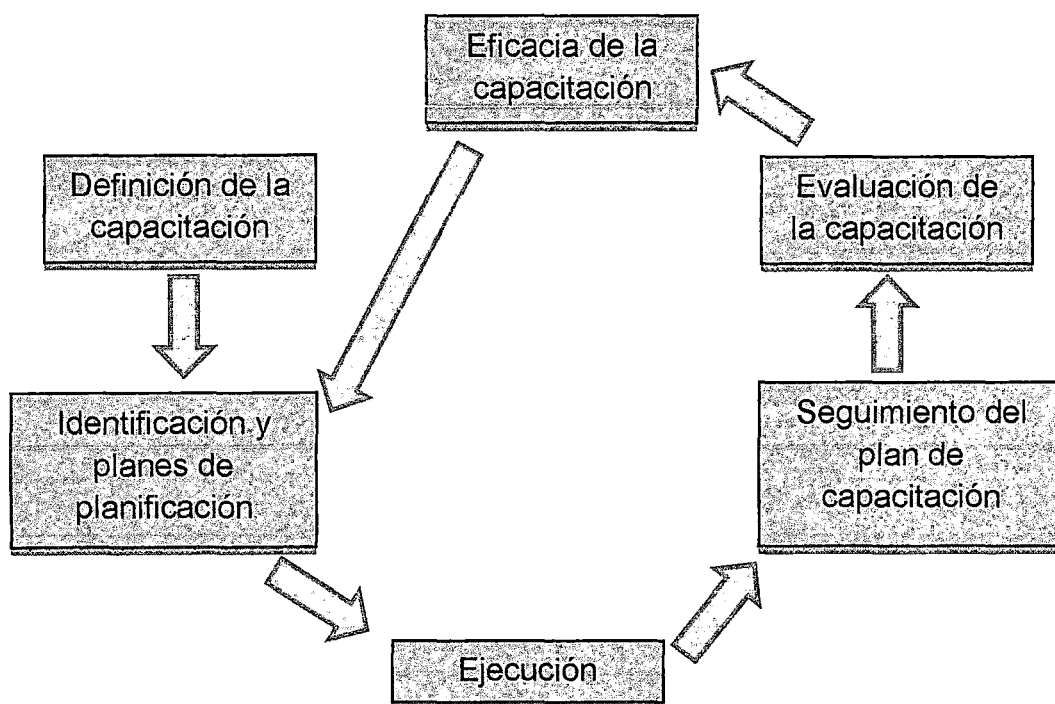 Eficacia de la
capacitación
Definición de la
capacitación
Evaluación de
la capacitación
Identificación y
planes de
planificación
Seguimiento del
plan de
capacitación
Ejecución